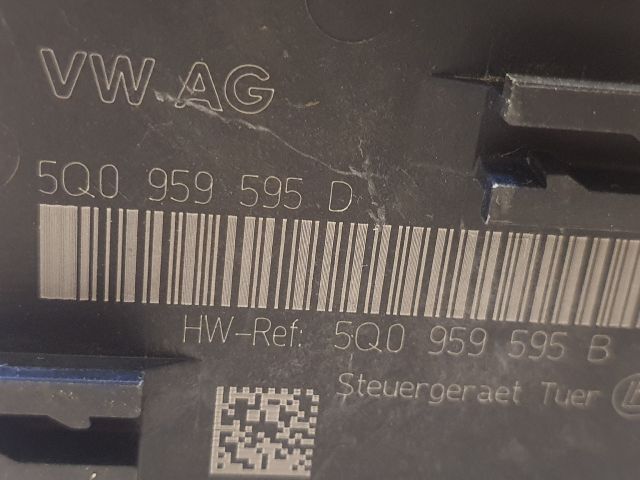 VW AG
5Q0 959 595 D
HW-Ref: 5Q0 959 595 B
Steuergeraet Tuer